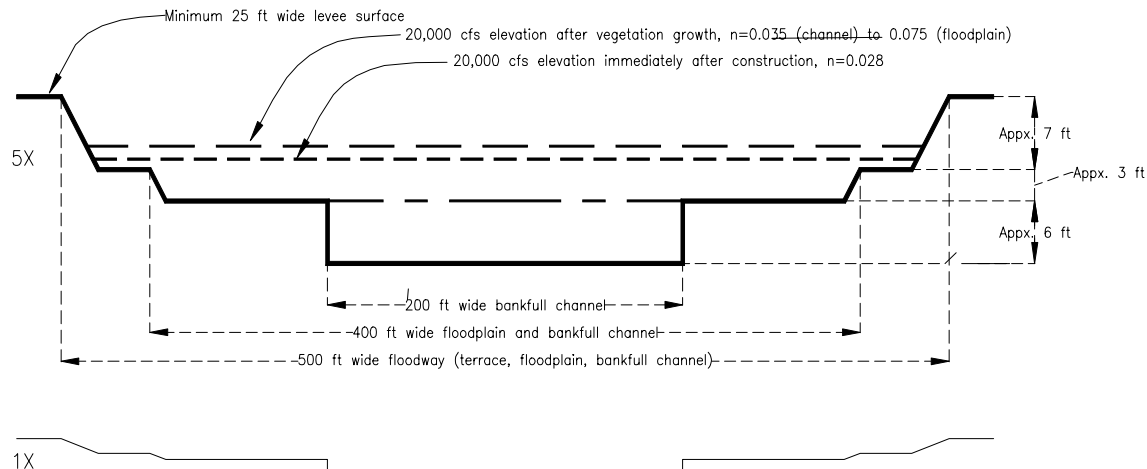 Minimum 25 ft wide levee surface
20,000 cfs elevation after vegetation growth, n=0.035 (channel) to 0.075 (floodplain)
20,000 cfs elevation immediately after construction, n=0.028
5X
Appx. 7 ft
Appx. 3 ft
Appx. 6 ft
200 ft wide bankfull channel
400 ft wide floodplain and bankfull channel
500 ft wide floodway (terrace, floodplain, bankfull channel)
1X